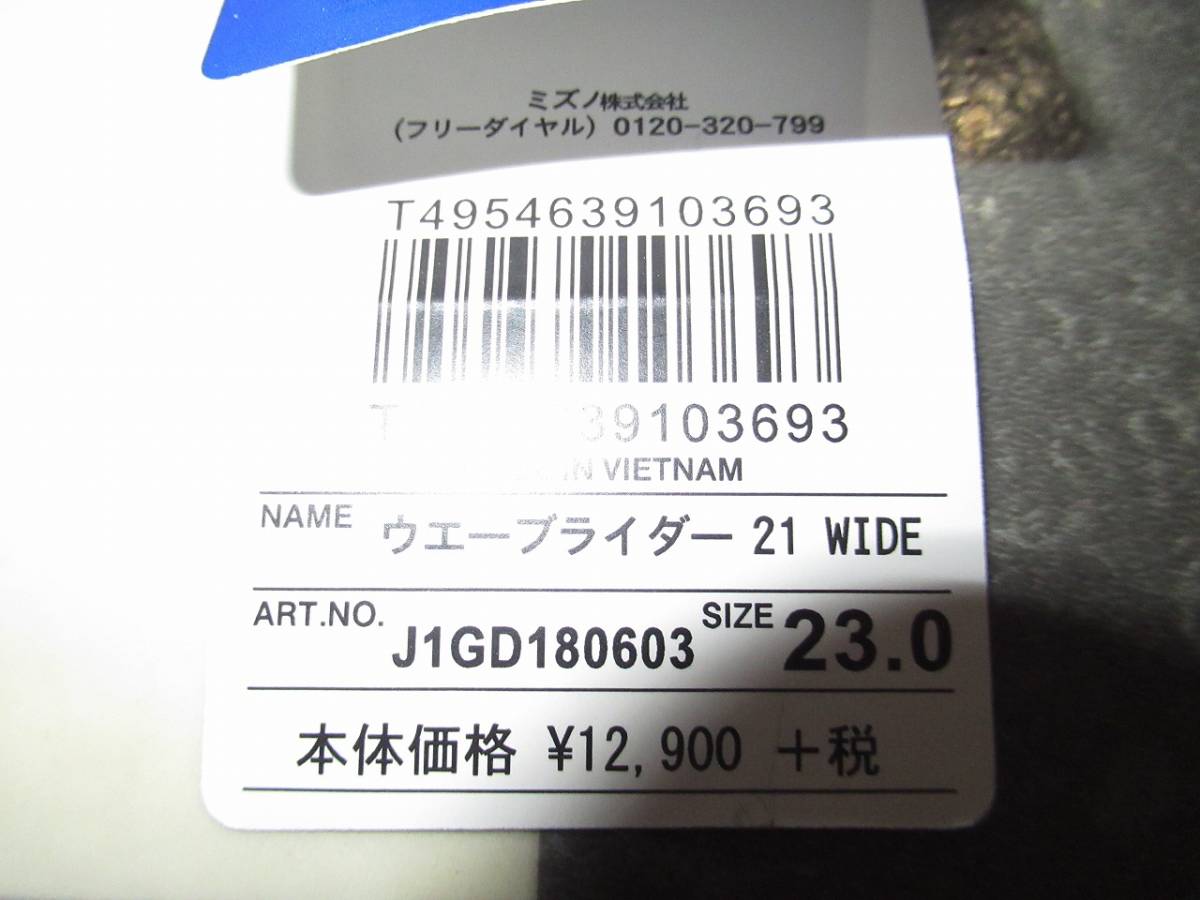 ミズノ株式会社
(フリーダイヤル) 0120-320-799
T4954639103693
T 39103693
IN VIETNAM
NAME ウエーブライダー 21 WIDE
ART.NO. J1GD180603 SIZE 23.0
本体価格 ¥12,900 +税